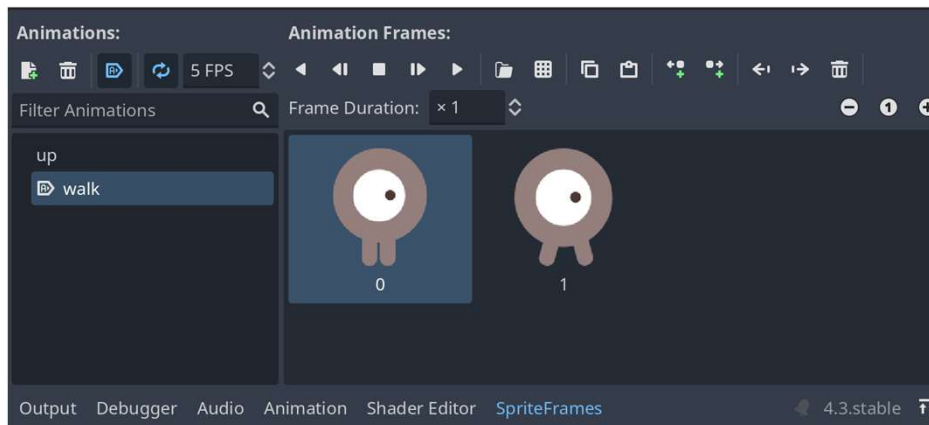 Animations:
Animation Frames:
5 FPS
Filter Animations
Frame Duration: × 1
1
up
walk
0
1
Output Debugger Audio Animation Shader Editor SpriteFrames 4.3.stable